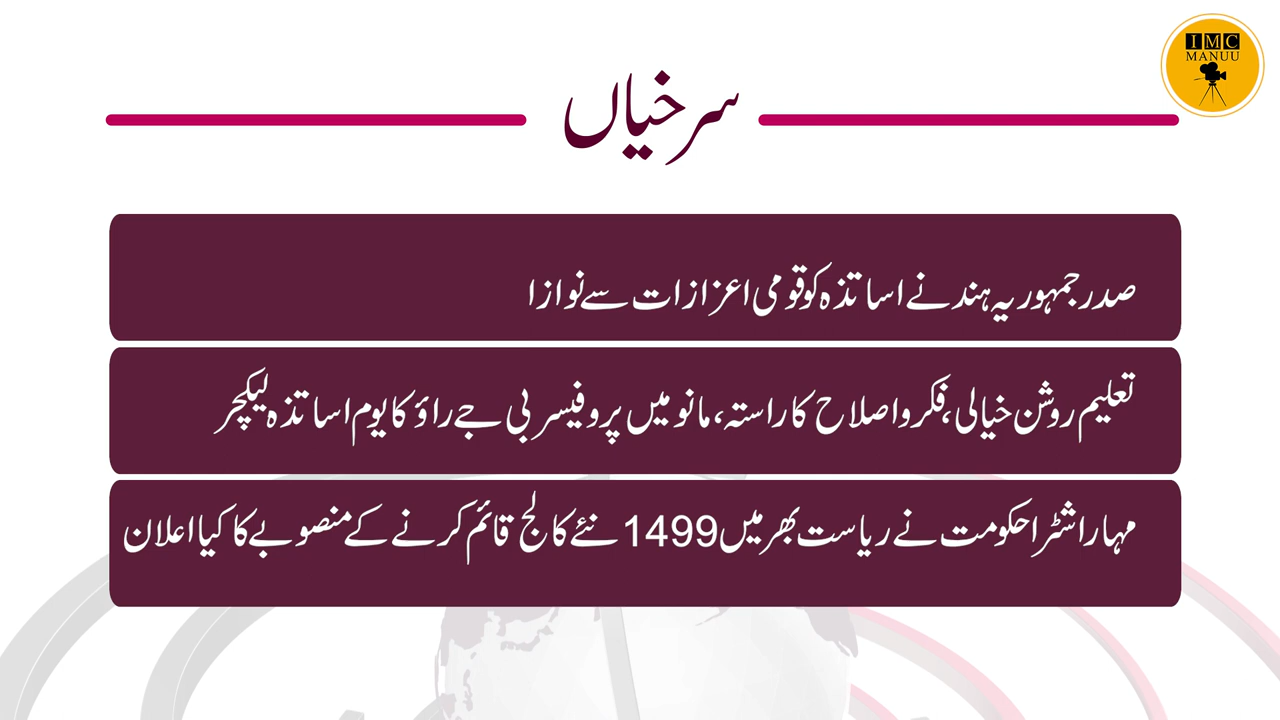 IMC
MANUU
سرخیاں
صدر جمہوریہ ہند نے اساتذہ کو قومی اعزازات سے نوازا
تعلیم روشن خیالی، فکر و اصلاح کا راستہ، مانو میں پروفیسر بی جے راؤ کا یوم اساتذہ لیکچر
مہاراشٹرا حکومت نے ریاست بھر میں 1499 نئے کالج قائم کرنے کے منصوبے کا کیا اعلان